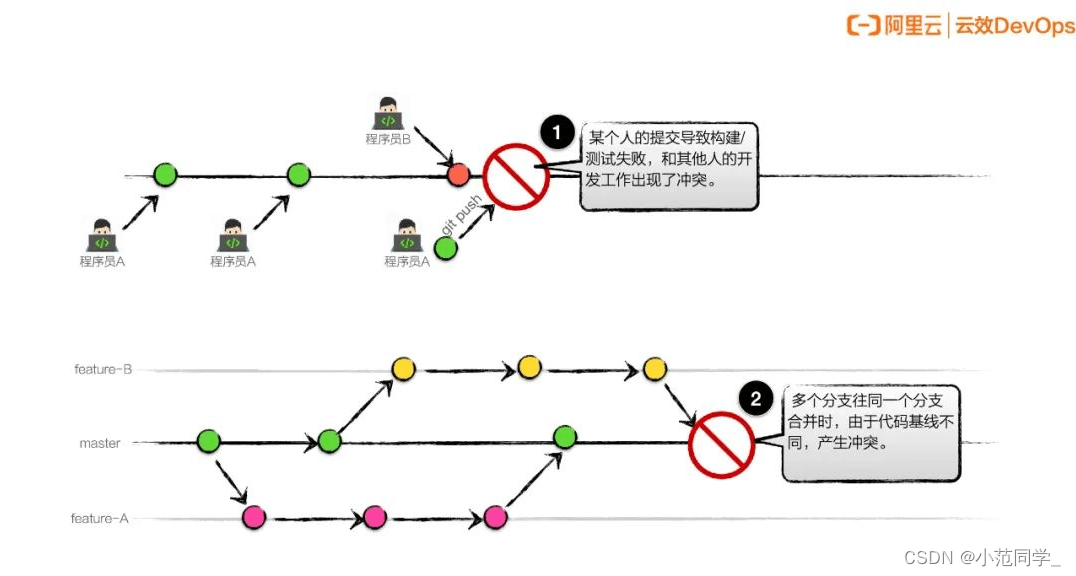 阿里云 云效DevOps
程序员B
1
某个人的提交导致构建/
测试失败，和其他人的开
发工作出现了冲突。
git push
程序员A
程序员A
程序员A
feature-B
2
多个分支往同一个分支
合并时，由于代码基线不
同，产生冲突。
master
feature-A
CSDN @小范同学_